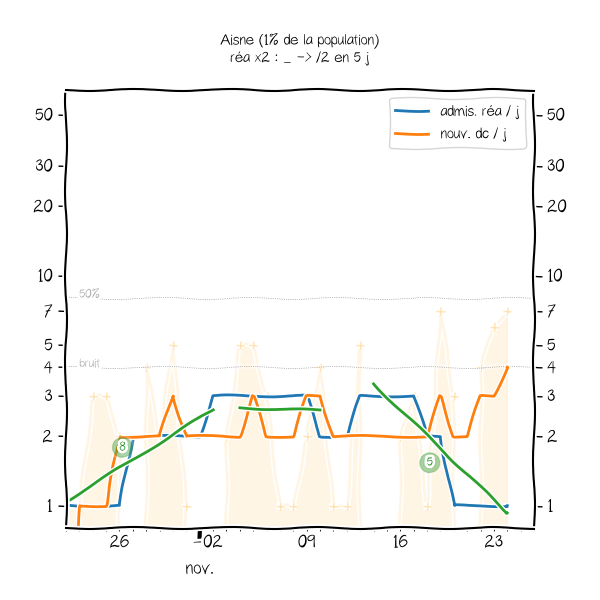 Aisne (1% de la population)
réa x2 : _ -> /2 en 5 j
admis. réa / j
nouv. dc / j
50 50
30 30
20 20
10 10
50%
7 7
5 5
bruit
4 4
3 3
8
2 2
5
1 1
26 02 09 16 23
nov.